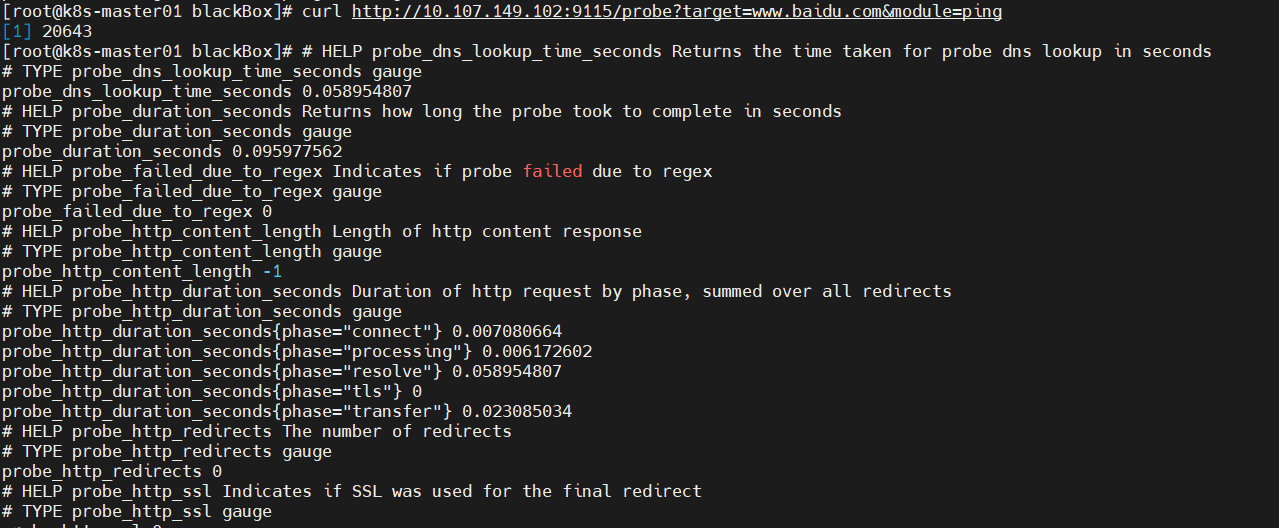 [root@k8s-master01 blackBox]# curl http://10.107.149.102:9115/probe?target=www.baidu.com&module=ping
[1] 20643
[root@k8s-master01 blackBox]# # HELP probe_dns_lookup_time_seconds Returns the time taken for probe dns lookup in seconds
# TYPE probe_dns_lookup_time_seconds gauge
probe_dns_lookup_time_seconds 0.058954807
# HELP probe_duration_seconds Returns how long the probe took to complete in seconds
# TYPE probe_duration_seconds gauge
probe_duration_seconds 0.095977562
# HELP probe_failed_due_to_regex Indicates if probe failed due to regex
# TYPE probe_failed_due_to_regex gauge
probe_failed_due_to_regex 0
# HELP probe_http_content_length Length of http content response
# TYPE probe_http_content_length gauge
probe_http_content_length -1
# HELP probe_http_duration_seconds Duration of http request by phase, summed over all redirects
# TYPE probe_http_duration_seconds gauge
probe_http_duration_seconds{phase="connect"} 0.007080664
probe_http_duration_seconds{phase="processing"} 0.006172602
probe_http_duration_seconds{phase="resolve"} 0.058954807
probe_http_duration_seconds{phase="tls"} 0
probe_http_duration_seconds{phase="transfer"} 0.023085034
# HELP probe_http_redirects The number of redirects
# TYPE probe_http_redirects gauge
probe_http_redirects 0
# HELP probe_http_ssl Indicates if SSL was used for the final redirect
# TYPE probe_http_ssl gauge